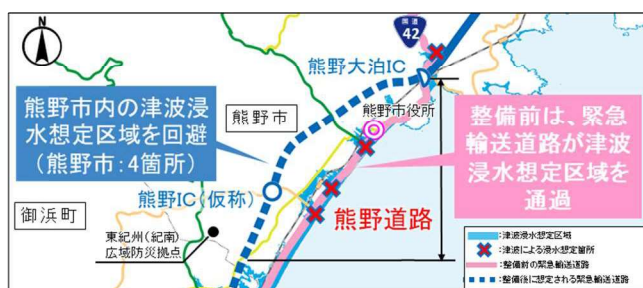 N
国道
42
熊野大泊IC
熊野市内の津波浸
水想定区域を回避
(熊野市:4箇所)
熊野市
熊野市役所
整備前は、緊急
輸送道路が津波
浸水想定区域を
通過
熊野IC(仮称)
御浜町
熊野道路
東紀州(紀南)
広域防災拠点
:津波浸水想定区域
:津波による浸水想定箇所
:整備前の緊急輸送道路
:整備後に想定される緊急輸送道路